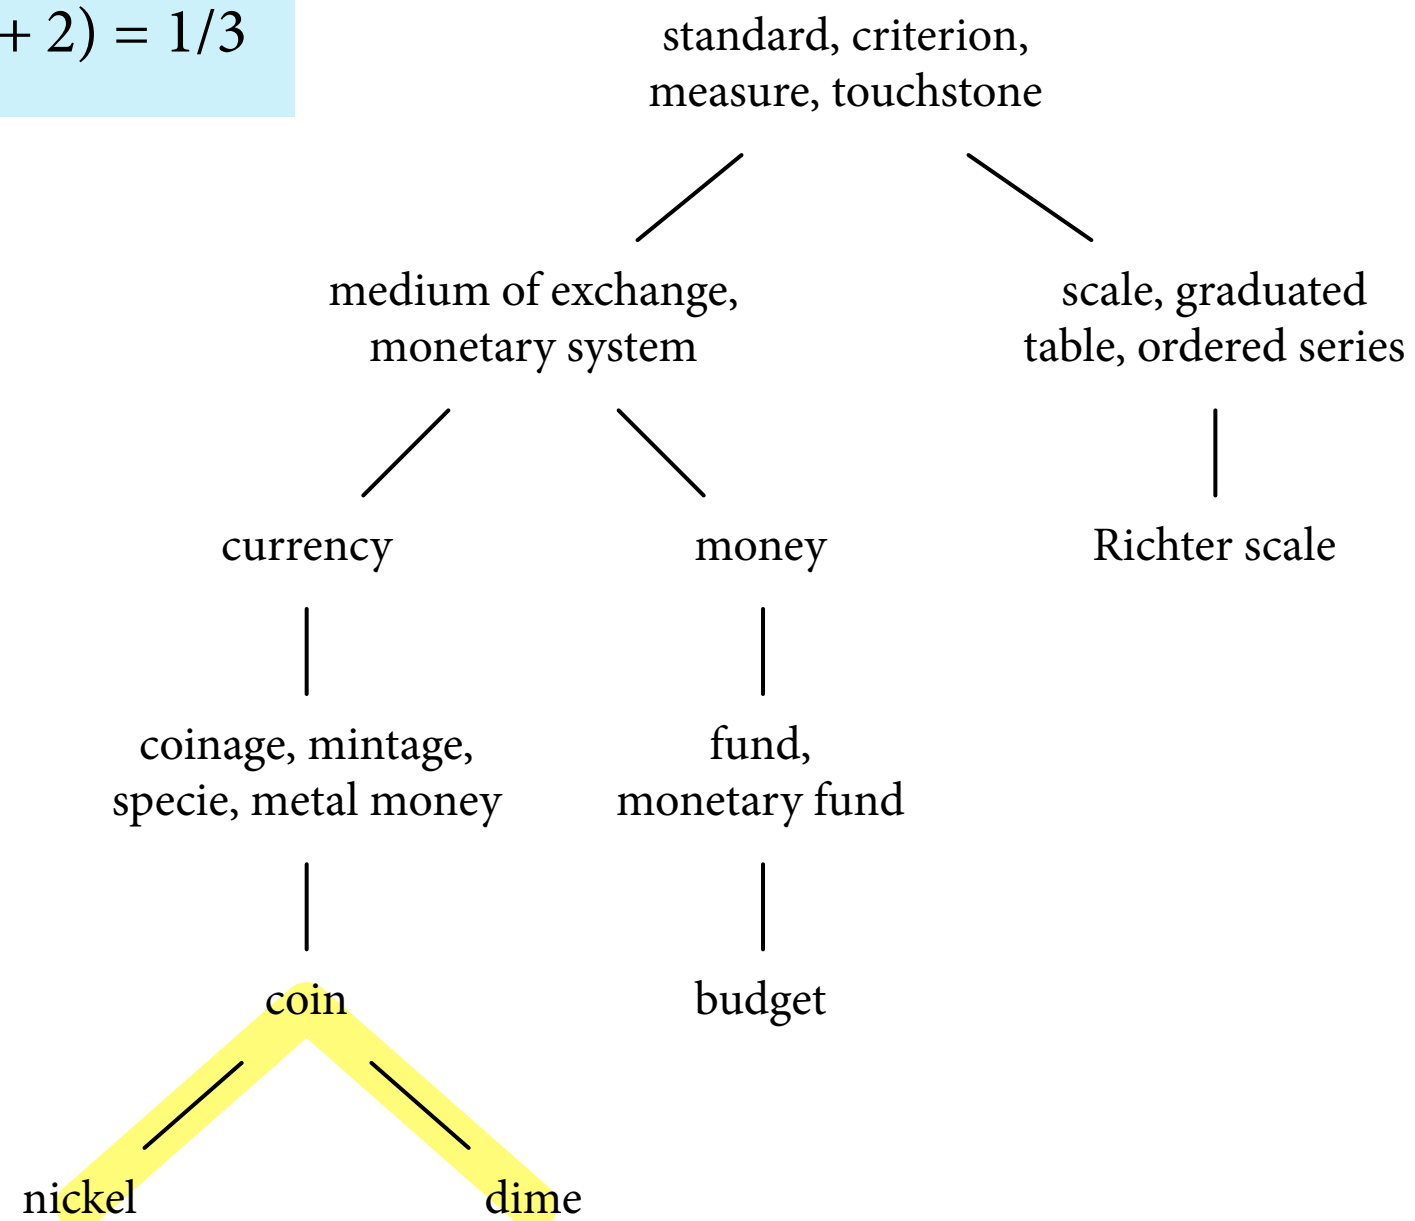 + 2) = 1/3
standard, criterion,
measure, touchstone
medium of exchange,
monetary system
scale, graduated
table, ordered series
currency
money
Richter scale
coinage, mintage,
specie, metal money
fund,
monetary fund
coin
budget
nickel
dime